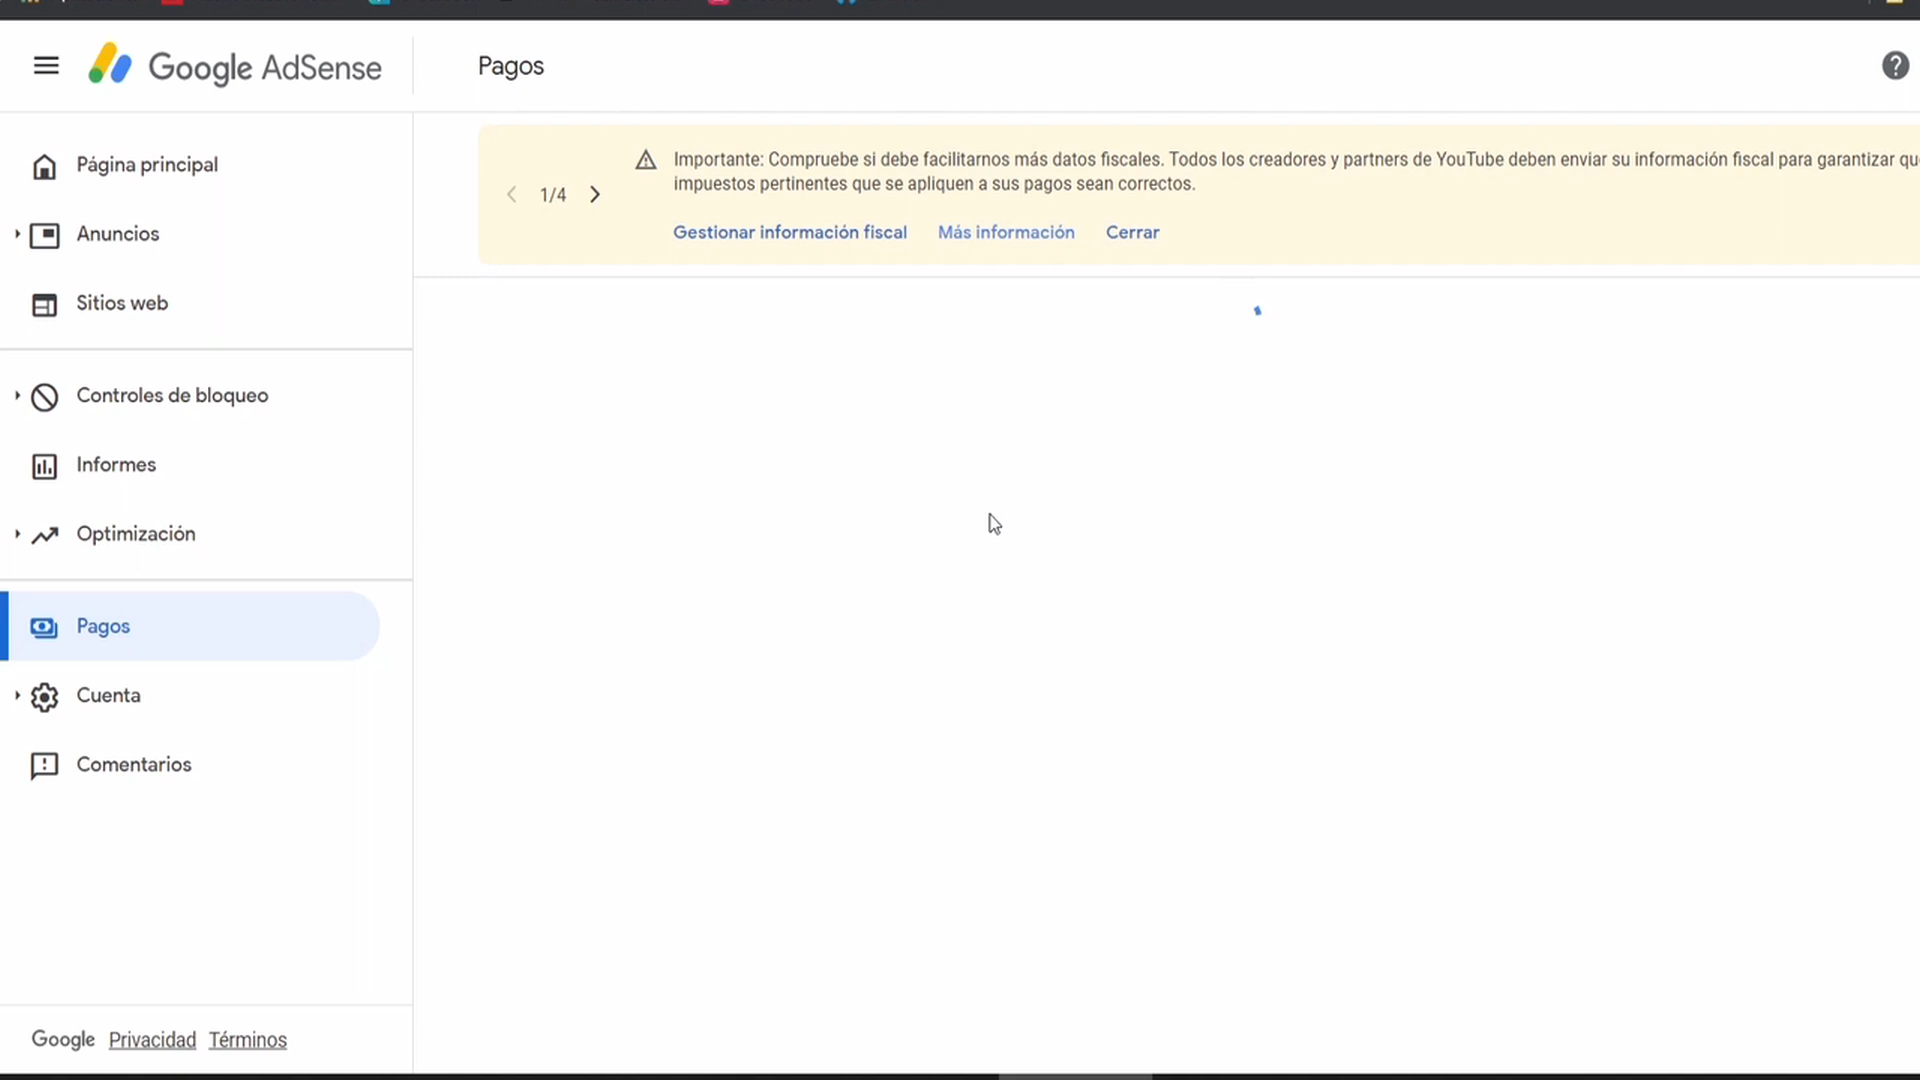 Google AdSense
Pagos
Página principal
Anuncios
Sitios web
Controles de bloqueo
Informes
Optimización
Pagos
Cuenta
Comentarios
1/4
Importante: Compruebe si debe facilitarnos más datos fiscales. Todos los creadores y partners de YouTube deben enviar su información fiscal para garantizar
impuestos pertinentes que se apliquen a sus pagos sean correctos.
Gestionar información fiscal Más información Cerrar
Google Privacidad Términos